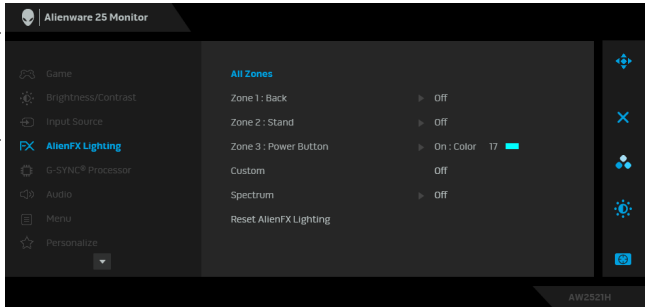 Alienware 25 Monitor
Game
Brightness/Contrast
Input Source
FX AlienFX Lighting
G-SYNC® Processor
Audio
Menu
Personalize
All Zones
Zone 1 : Back Off
Zone 2 : Stand Off
Zone 3 : Power Button On : Color 17
Custom Off
Spectrum Off
Reset AlienFX Lighting
AW2521H